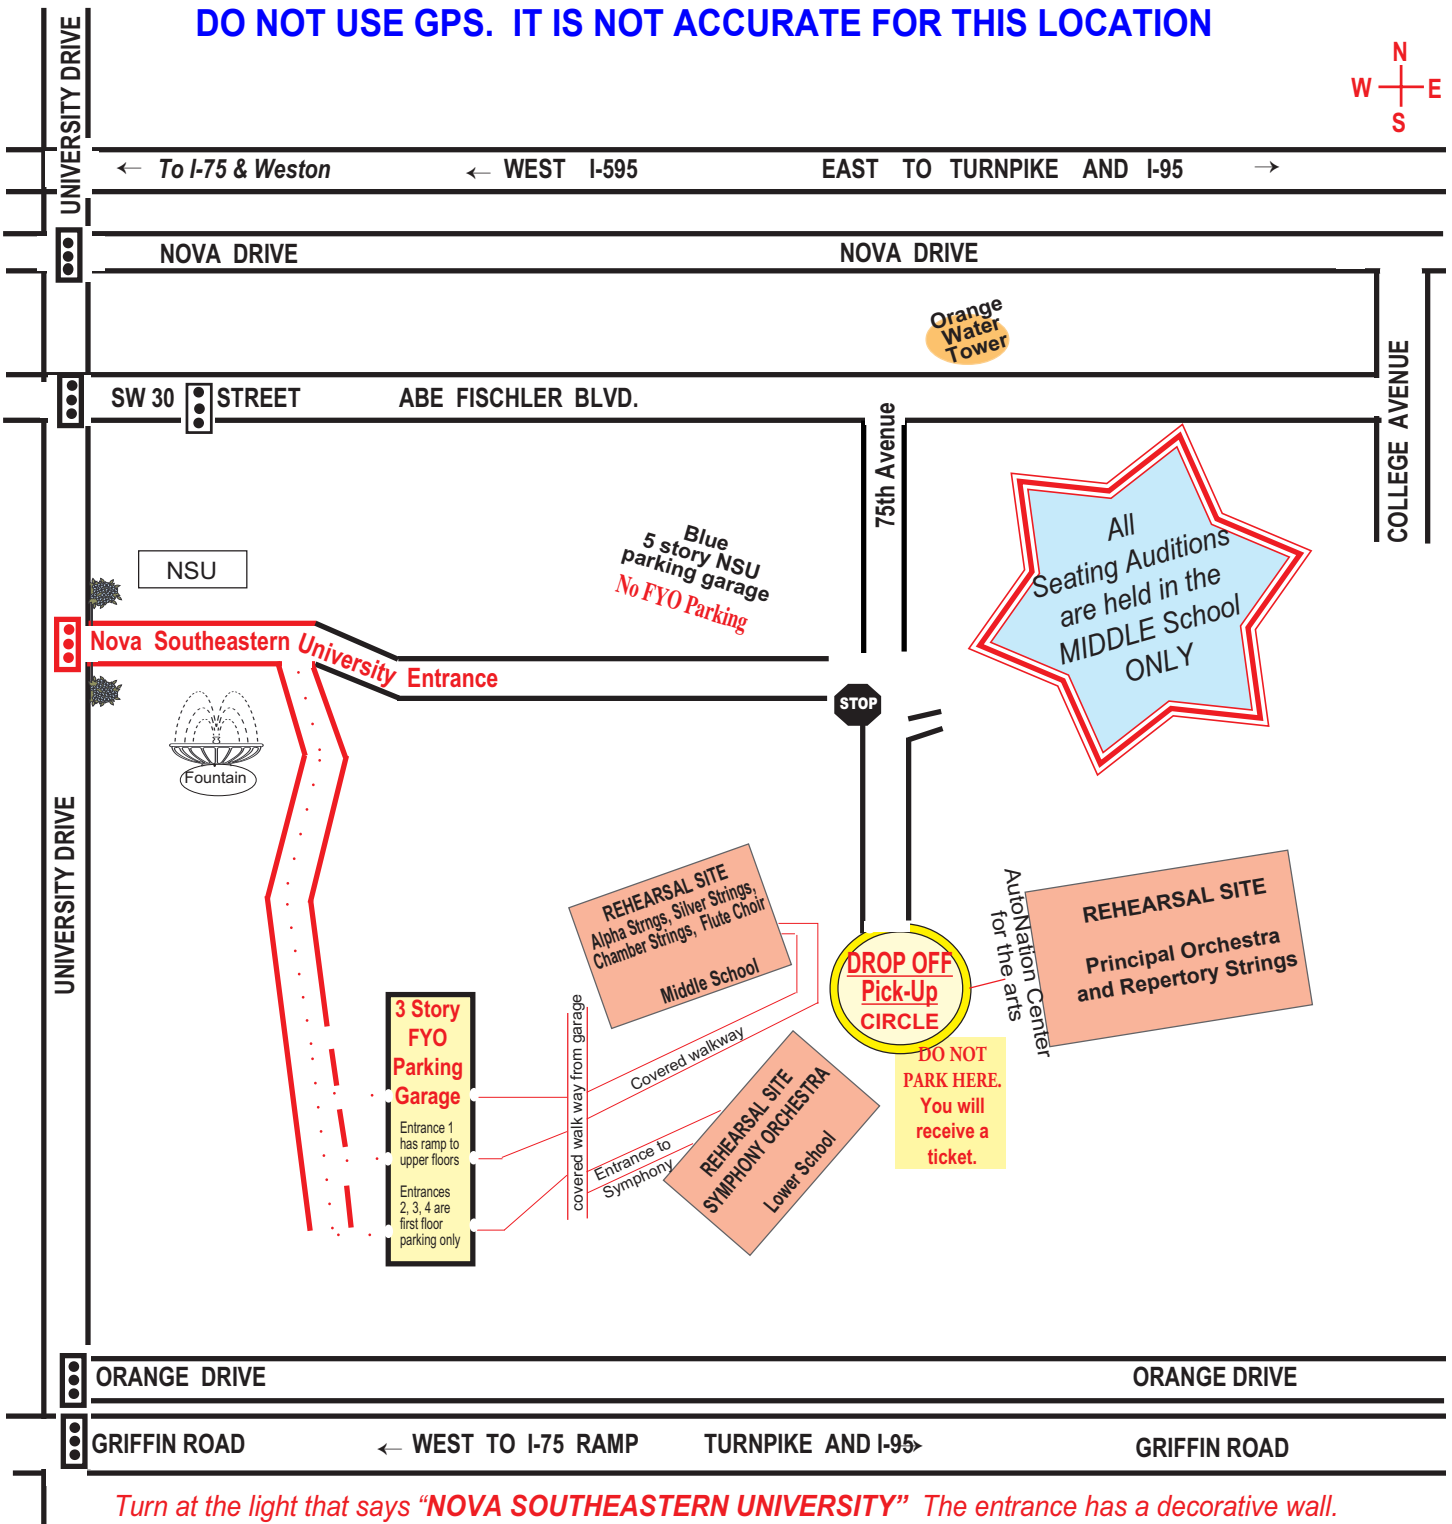 DO NOT USE GPS.  IT IS NOT ACCURATE FOR THIS LOCATION
UNIVERSITY DRIVE
N
W E
S
← To I-75 & Weston
← WEST I-595
EAST TO TURNPIKE AND I-95 →
NOVA DRIVE
NOVA DRIVE
Orange
Water
Tower
SW 30 STREET
ABE FISCHLER BLVD.
75th Avenue
COLLEGE AVENUE
All
Seating Auditions
are held in the
MIDDLE School
ONLY
Blue
5 story NSU
parking garage
No FYO Parking
NSU
Nova Southeastern University Entrance
STOP
Fountain
UNIVERSITY DRIVE
REHEARSAL SITE
Alpha Strngs, Silver Strings,
Chamber Strings, Flute Choir
Middle School
DROP OFF
Pick-Up
CIRCLE
AutoNation Center
for the arts
REHEARSAL SITE
Principal Orchestra
and Repertory Strings
3 Story
FYO
Parking
Garage
Entrance 1
has ramp to
upper floors
Entrances
2, 3, 4 are
first floor
parking only
covered walk way from garage
Covered walkway
Entrance to
Symphony
REHEARSAL SITE
SYMPHONY ORCHESTRA
Lower School
DO NOT
PARK HERE.
You will
receive a
ticket.
ORANGE DRIVE
ORANGE DRIVE
GRIFFIN ROAD
← WEST TO I-75 RAMP
TURNPIKE AND I-95→
GRIFFIN ROAD
Turn at the light that says “NOVA SOUTHEASTERN UNIVERSITY” The entrance has a decorative wall.